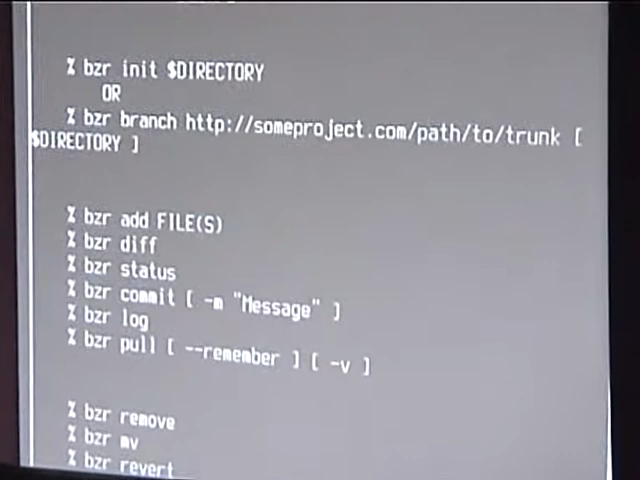 % bzr init $DIRECTORY
OR
% bzr branch http://someproject.com/path/to/trunk [
$DIRECTORY ]
% bzr add FILE(S)
% bzr diff
% bzr status
% bzr commit [ -m "Message" ]
% bzr log
% bzr pull [ --remember ] [ -v ]
% bzr remove
% bzr mv
% bzr revert